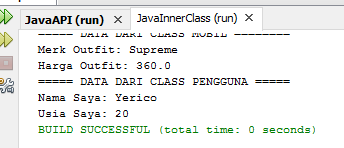 JavaAPI (run) JavaInnerClass (run)
===== DATA DARI CLASS MOBIL ========
Merk Outfit: Supreme
Harga Outfit: 360.0
===== DATA DARI CLASS PENGGUNA =====
Nama Saya: Yerico
Usia Saya: 20
BUILD SUCCESSFUL (total time: 0 seconds)